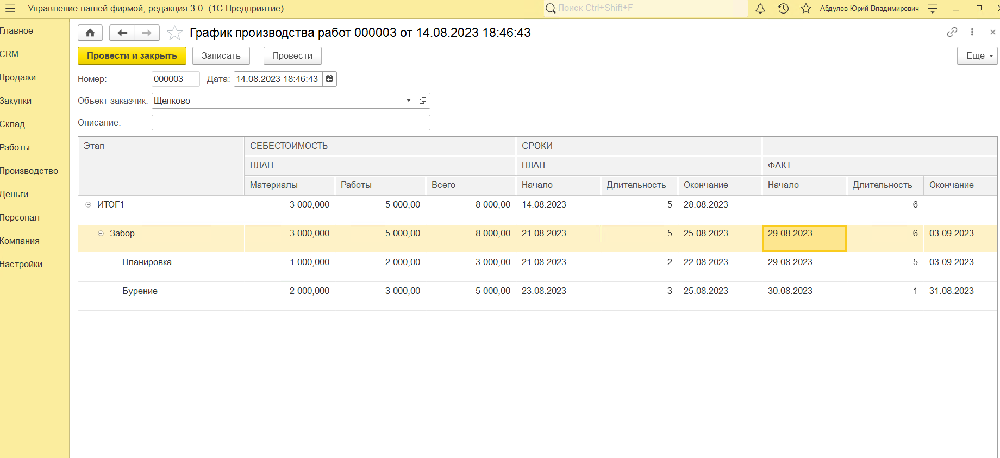 Управление нашей фирмой, редакция 3.0 (1С:Предприятие)
Поиск Ctrl+Shift+F
Абдулов Юрий Владимирович
Главное
CRM
Продажи
Закупки
Склад
Работы
Производство
Деньги
Персонал
Компания
Настройки
График производства работ 000003 от 14.08.2023 18:46:43
Провести и закрыть Записать Провести Еще
Номер: 000003 Дата: 14.08.2023 18:46:43
Объект заказчик: Щелково
Описание:
Этап СЕБЕСТОИМОСТЬ СРОКИ
ПЛАН ПЛАН ФАКТ
Материалы Работы Всего Начало Длительность Окончание Начало Длительность Окончание
ИТОГ1 3 000,000 5 000,00 8 000,00 14.08.2023 5 28.08.2023 6
Забор 3 000,000 5 000,00 8 000,00 21.08.2023 5 25.08.2023 29.08.2023 6 03.09.2023
Планировка 1 000,000 2 000,00 3 000,00 21.08.2023 2 22.08.2023 29.08.2023 5 03.09.2023
Бурение 2 000,000 3 000,00 5 000,00 23.08.2023 3 25.08.2023 30.08.2023 1 31.08.2023